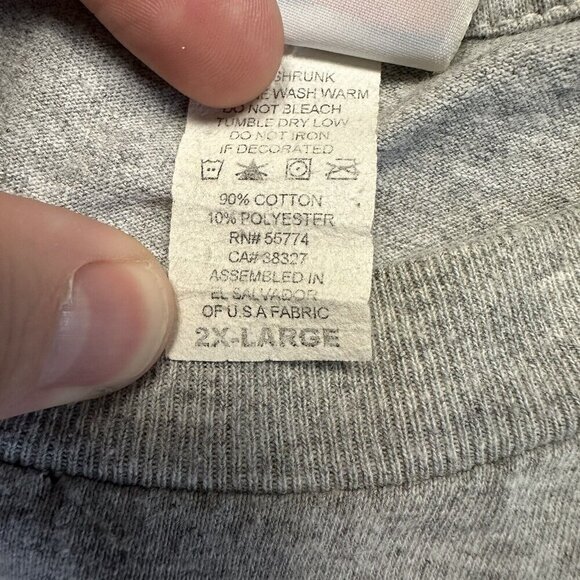 SHRUNK
WASH WARM
DO NOT BLEACH
TUMBLE DRY LOW
DO NOT IRON
IF DECORATED
90% COTTON
10% POLYESTER
RN# 55774
CA# 38327
ASSEMBLED IN
EL SALVADOR
OF U.S.A FABRIC
2X-LARGE